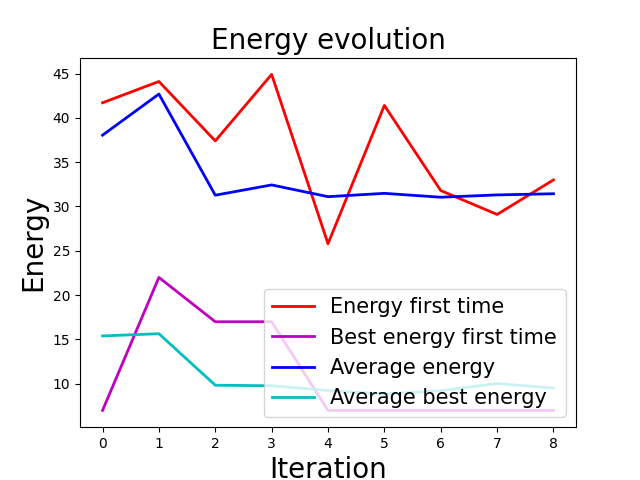 Energy evolution
Energy
45
40
35
30
25
20
15
10
Energy first time
Best energy first time
Average energy
Average best energy
0 1 2 3 4 5 6 7 8
Iteration